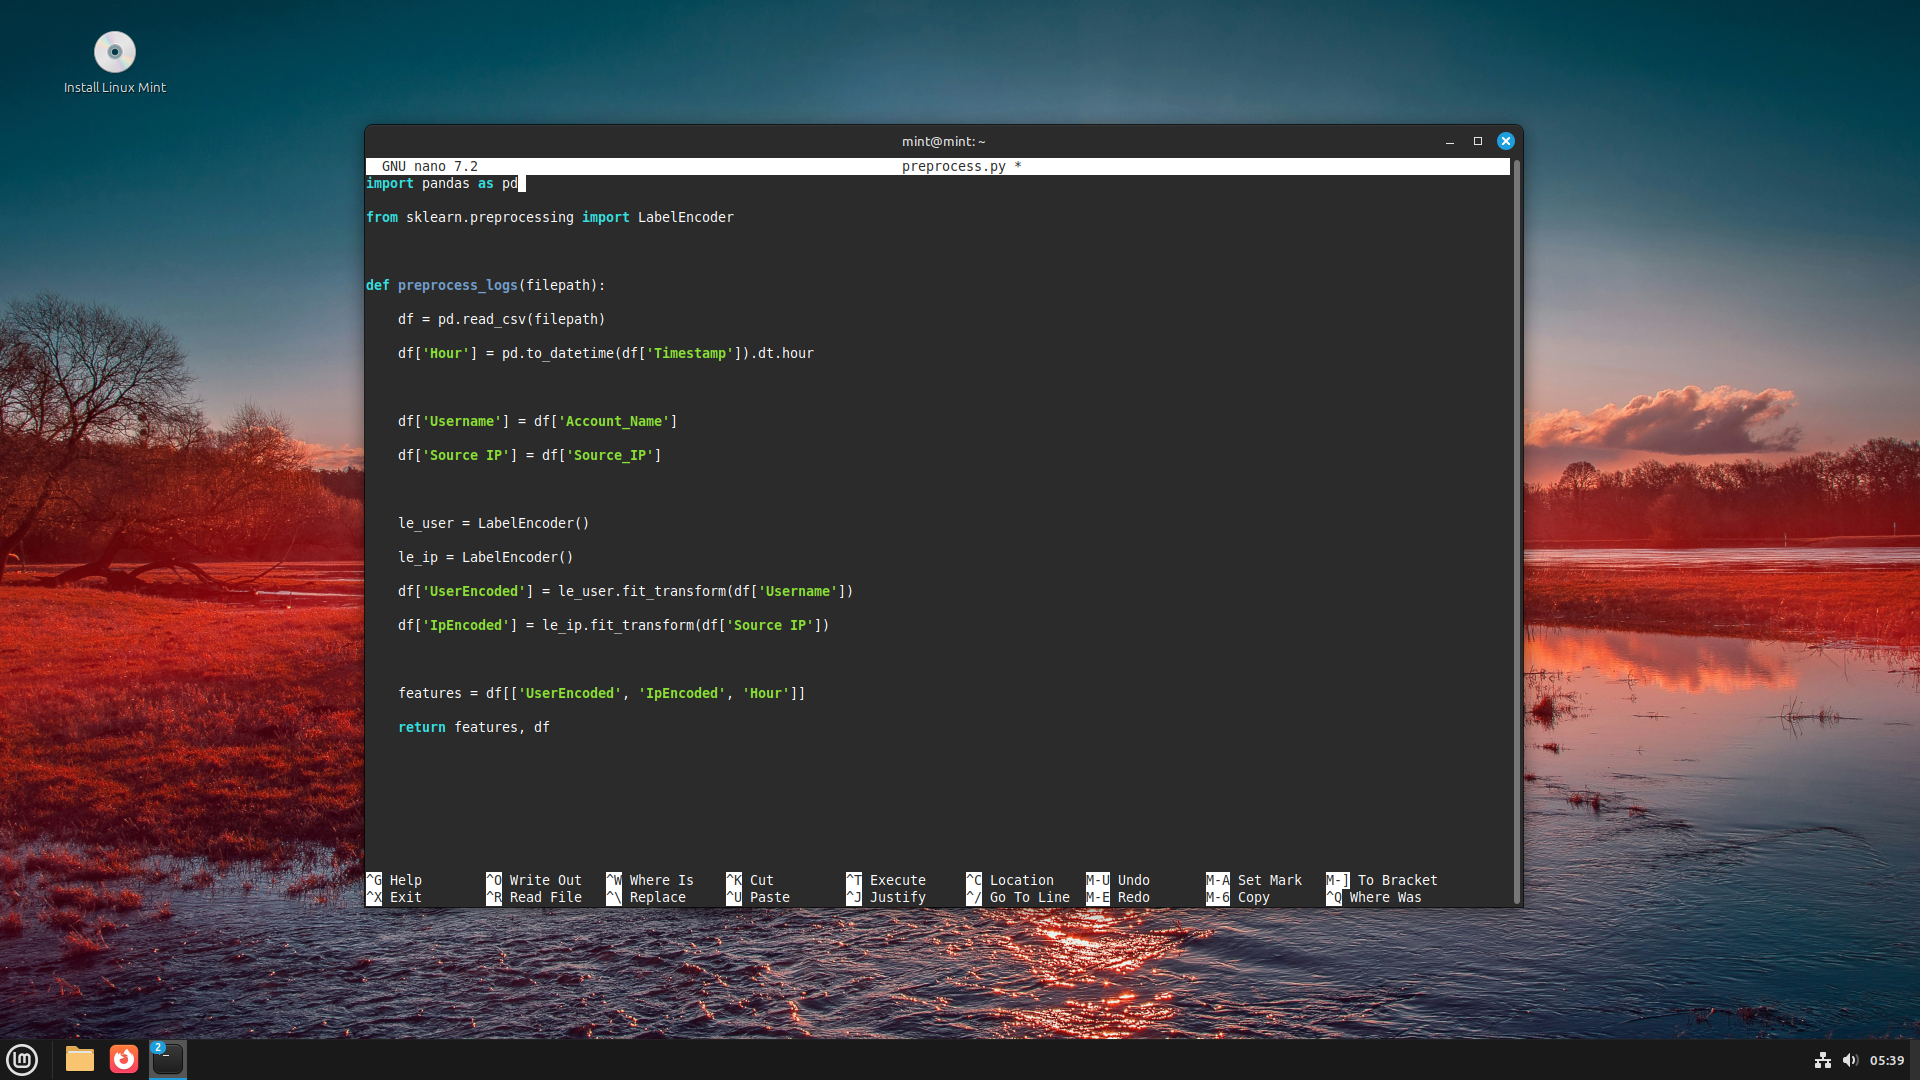 Install Linux Mint
mint@mint: ~
GNU nano 7.2 preprocess.py *
import pandas as pd
from sklearn.preprocessing import LabelEncoder
def preprocess_logs(filepath):
    df = pd.read_csv(filepath)
    df['Hour'] = pd.to_datetime(df['Timestamp']).dt.hour
    df['Username'] = df['Account_Name']
    df['Source IP'] = df['Source_IP']
    le_user = LabelEncoder()
    le_ip = LabelEncoder()
    df['UserEncoded'] = le_user.fit_transform(df['Username'])
    df['IpEncoded'] = le_ip.fit_transform(df['Source IP'])
    features = df[['UserEncoded', 'IpEncoded', 'Hour']]
    return features, df
^G Help ^O Write Out ^W Where Is ^K Cut ^T Execute ^C Location M-U Undo M-A Set Mark M-] To Bracket
^X Exit ^R Read File ^\ Replace ^U Paste ^J Justify ^/ Go To Line M-E Redo M-6 Copy ^Q Where Was
2
05:39